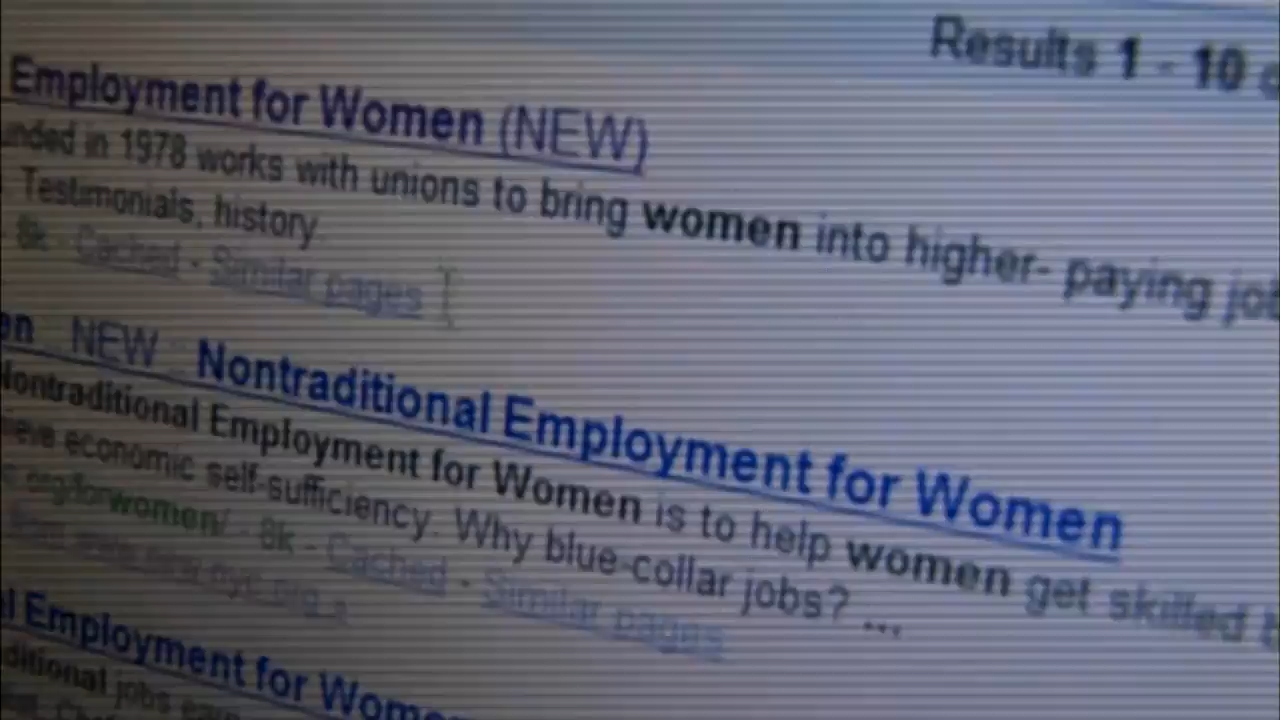 Results 1 - 10
Employment for Women (NEW)
in 1978 works with unions to bring women into higher- paying
Testimonials, history.
8k - Cached - Similar pages
NEW Nontraditional Employment for Women
Nontraditional Employment for Women is to help women get skilled
economic self-sufficiency. Why blue-collar jobs? ...
8k - Cached - Similar pages
Employment for
jobs